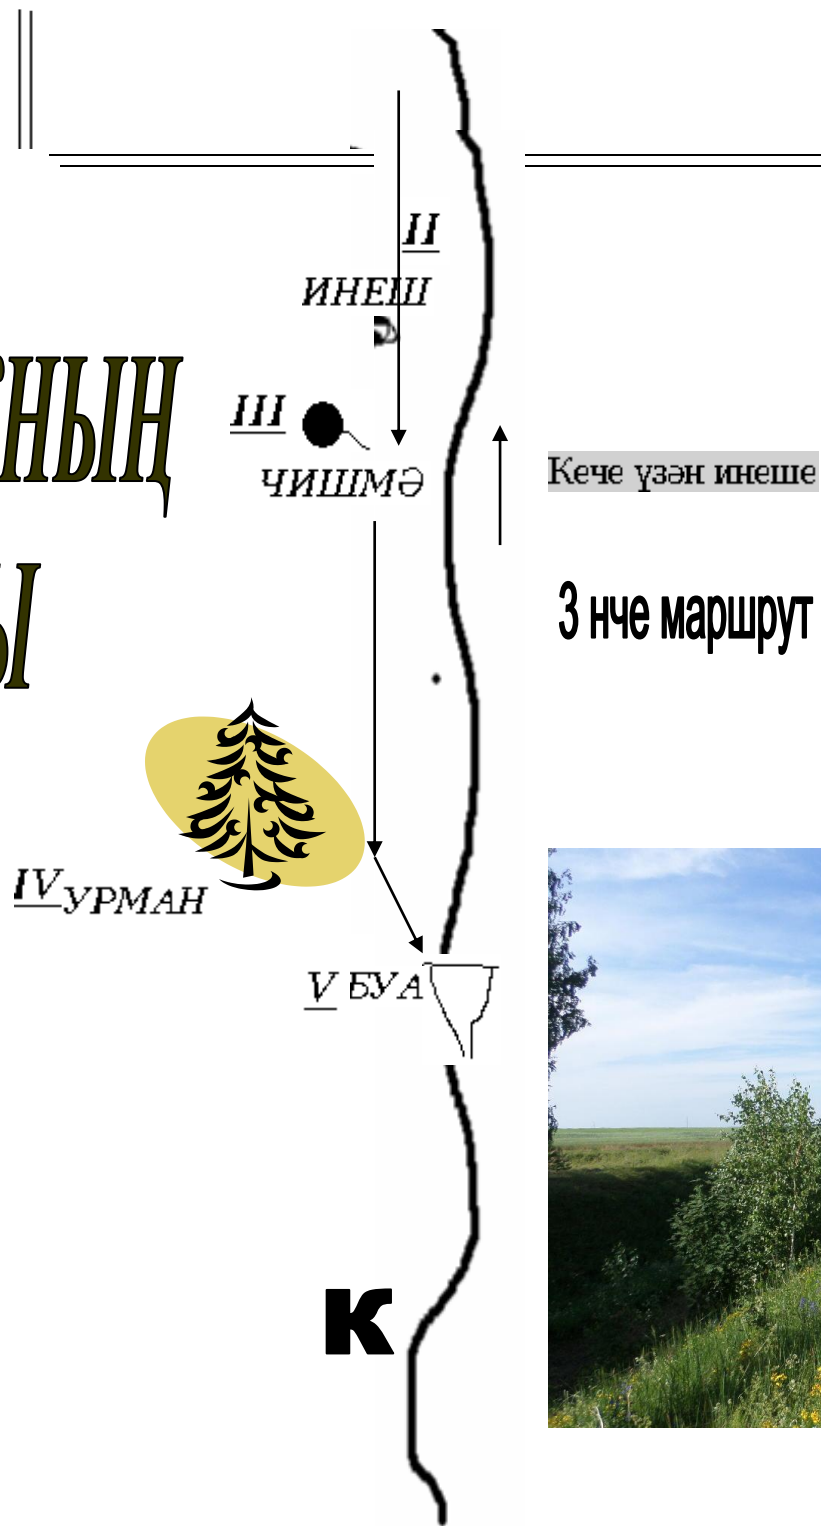 II
ИНЕШ
III
ЧИШМӘ
Кече үзән инеше
3 нче маршрут
IV УРМАН
V БУА
К